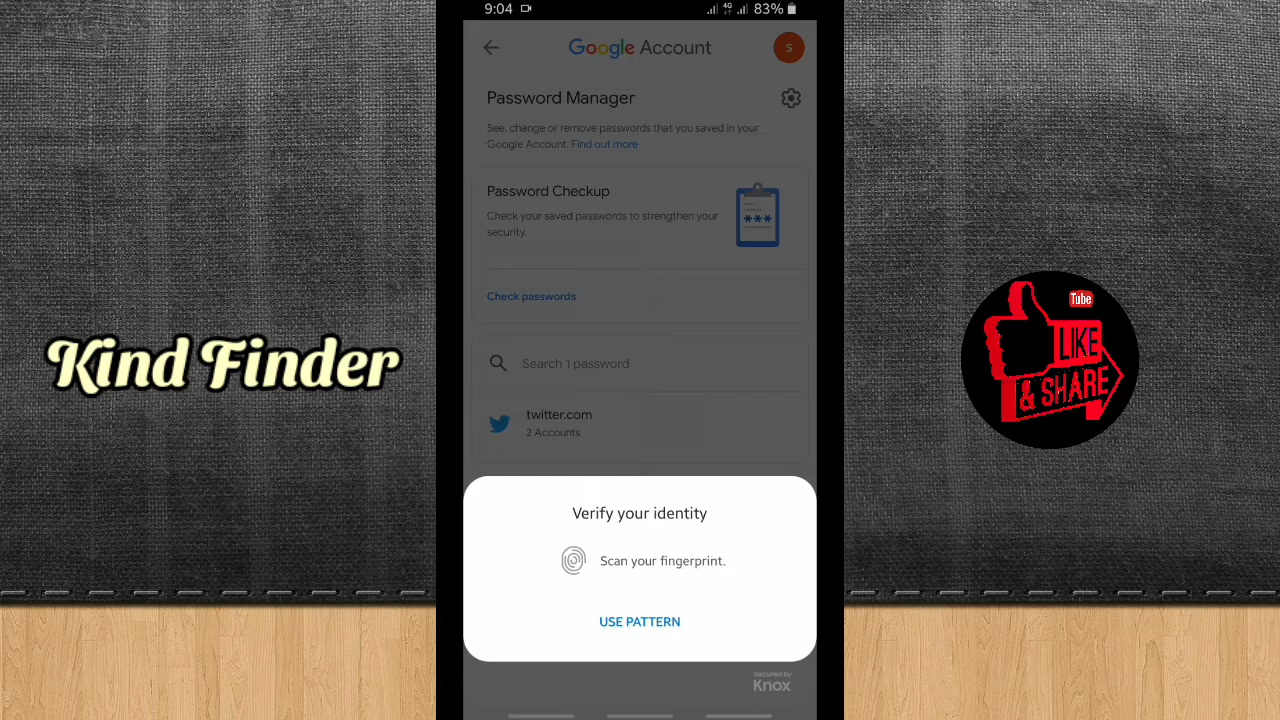 9:04
4G
83%
Google Account
S
Password Manager
See, change or remove passwords that you saved in your
Google Account. Find out more
Password Checkup
Check your saved passwords to strengthen your
security.
***
Check passwords
Search 1 password
twitter.com
2 Accounts
Verify your identity
Scan your fingerprint.
USE PATTERN
Secured by
Knox
Kind Finder
Tube
LIKE
& SHARE